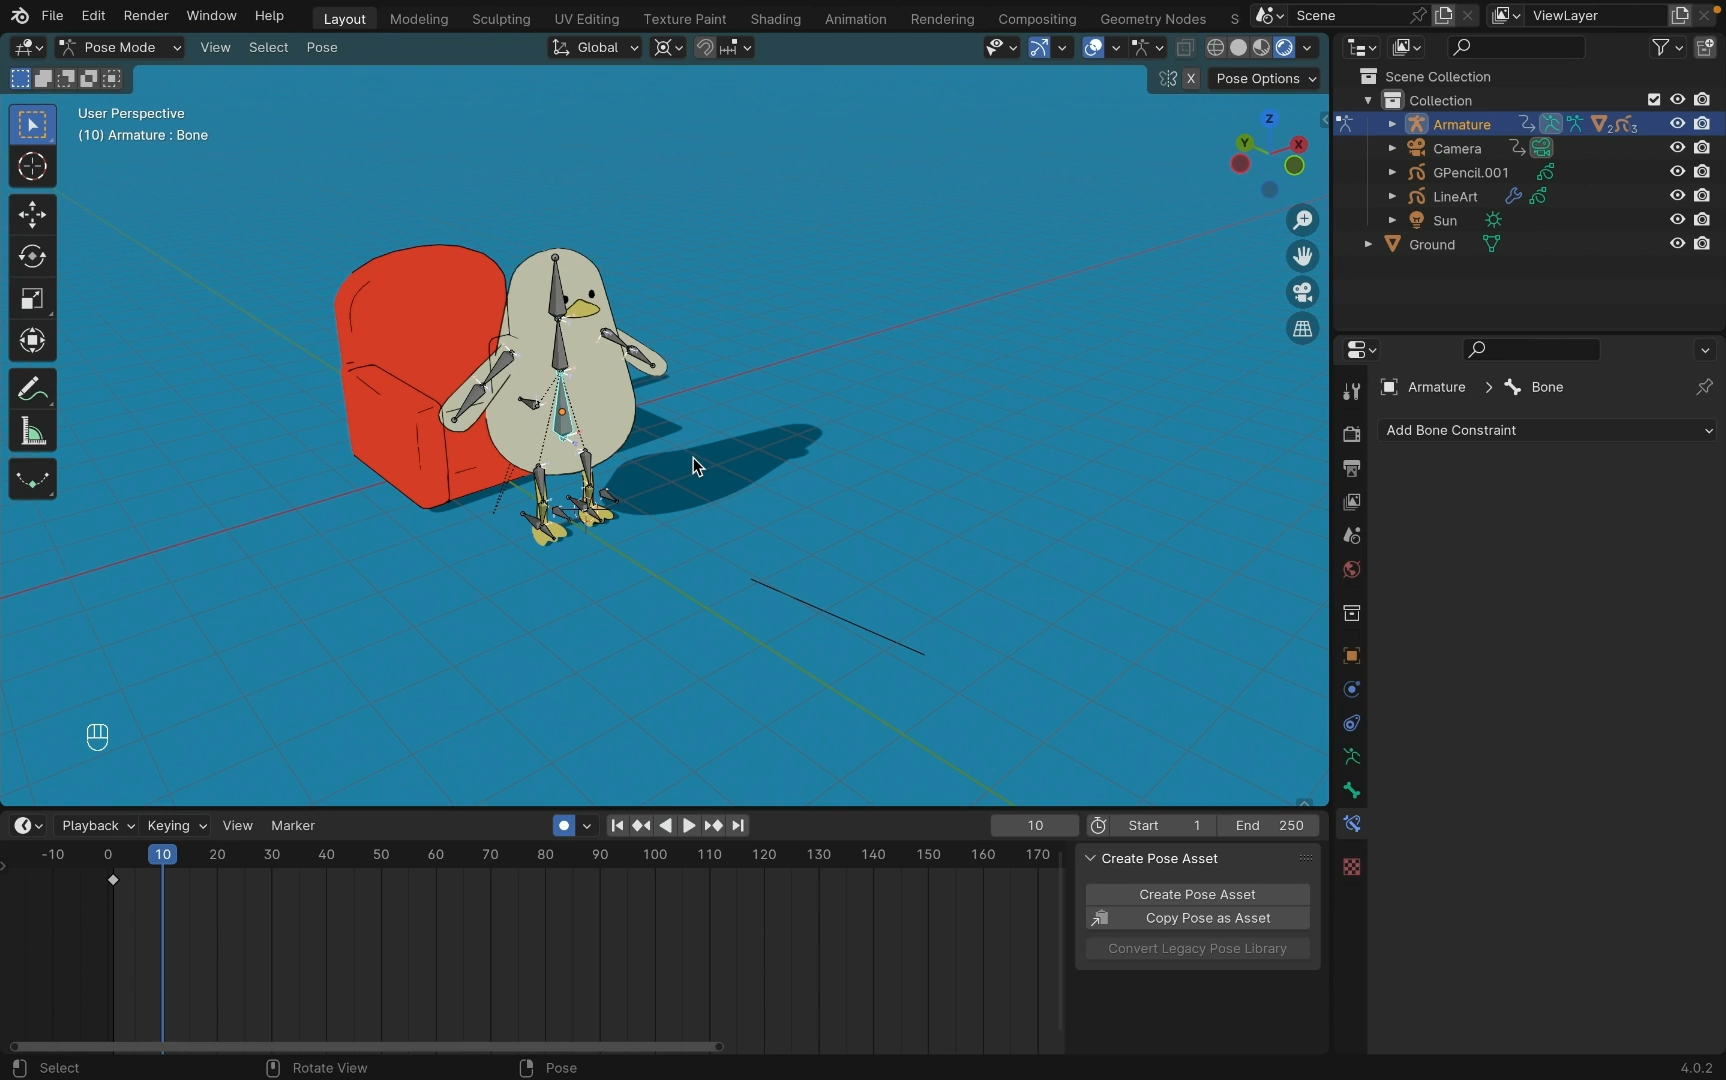 File Edit Render Window Help Layout Modeling Sculpting UV Editing Texture Paint Shading Animation Rendering Compositing Geometry Nodes S Scene ViewLayer
Pose Mode View Select Pose Global
X Pose Options
User Perspective
(10) Armature : Bone
Z
Y
X
Scene Collection
Collection
Armature 2 3
Camera
GPencil.001
LineArt
Sun
Ground
Armature > Bone
Add Bone Constraint
Playback Keying View Marker 10 Start 1 End 250
-10 0 10 20 30 40 50 60 70 80 90 100 110 120 130 140 150 160 170
Create Pose Asset
Create Pose Asset
Copy Pose as Asset
Convert Legacy Pose Library
Select Rotate View Pose 4.0.2